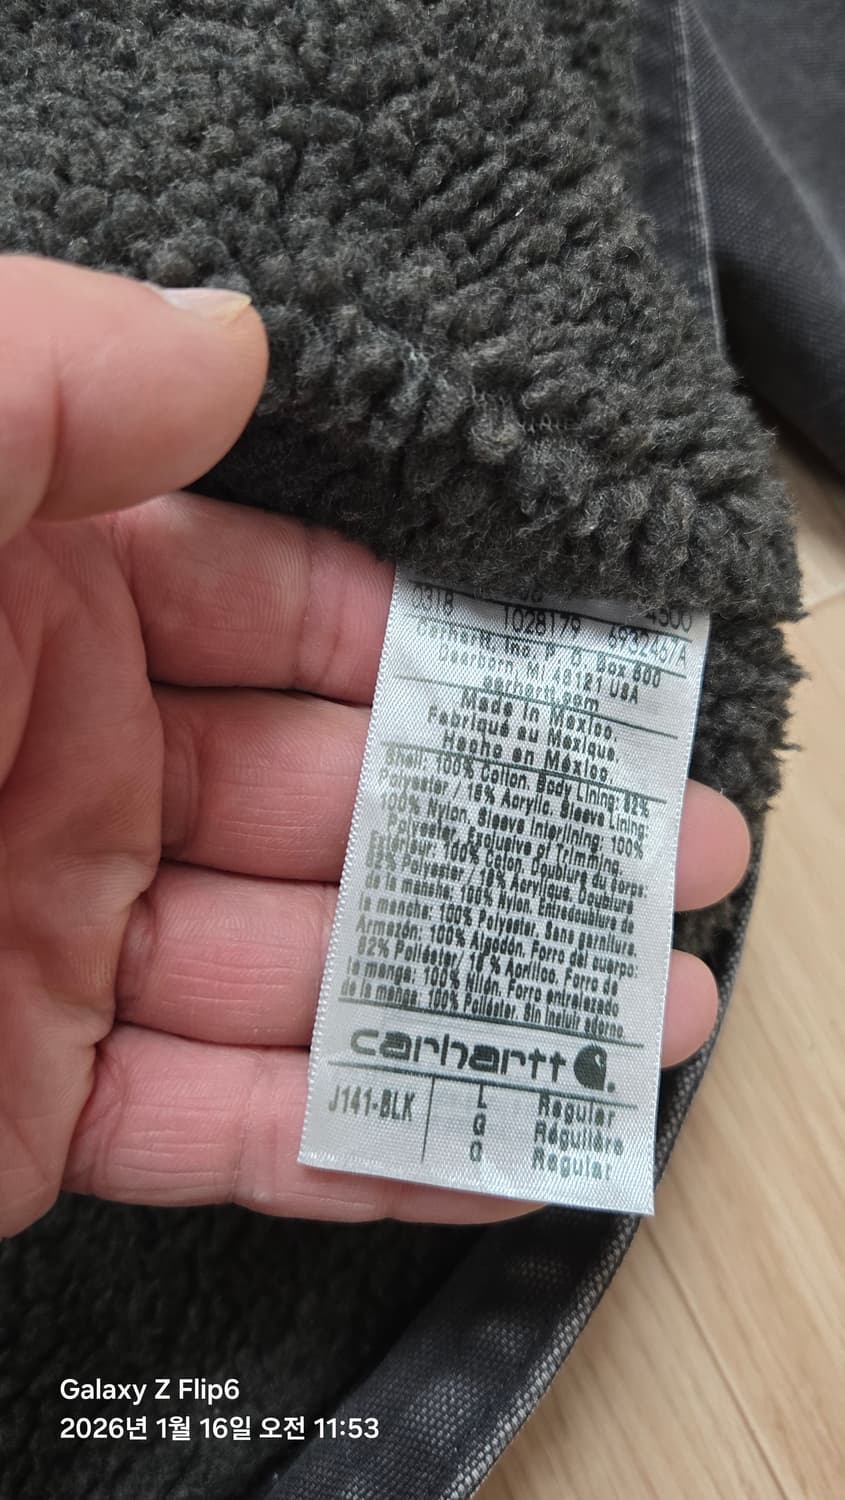 0318 1028179 6932467A
Carhartt, Inc. P. O. Box 600
Dearborn, MI 48121 USA
carhartt.com
Made In Mexico.
Fabriqué au Mexique.
Hecho en México.
Shell: 100% Cotton. Body Lining: 82%
Polyester / 18% Acrylic. Sleeve Lining:
100% Nylon. Sleeve Interlining: 100%
Polyester. Exclusive of Trimming.
Extérieur: 100% Coton. Doublure du corps:
82% Polyester / 18% Acrylique. Doublure
de la manche: 100% Nylon. Entredoublure de
la manche: 100% Polyester. Sans garniture.
Armazón: 100% Algodón. Forro del cuerpo:
82% Poliéster / 18% Acrílico. Forro de
la manga: 100% Nilón. Forro entrelazado
de la manga: 100% Poliéster. Sin incluir adorno.
carhartt
J141-BLK L Regular
G Régulière
G Regular
Galaxy Z Flip6
2026년 1월 16일 오전 11:53